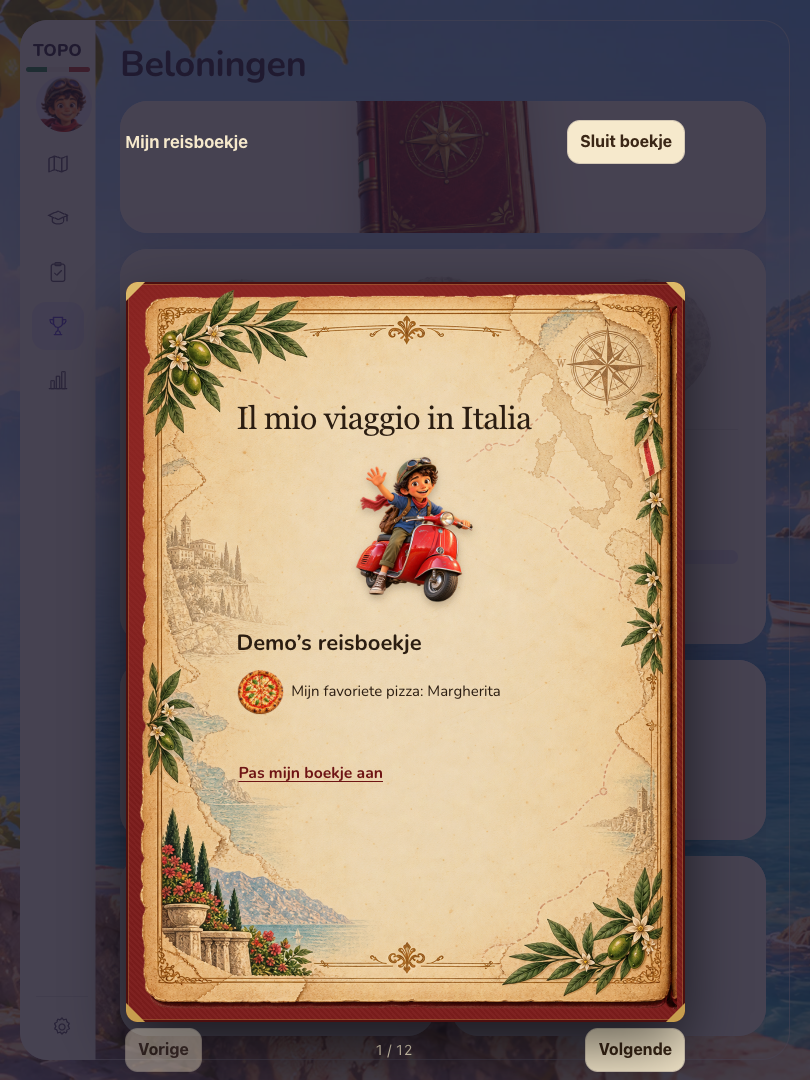 TOPO
Beloningen
Mijn reisboekje
Sluit boekje
Il mio viaggio in Italia
Demo’s reisboekje
Mijn favoriete pizza: Margherita
Pas mijn boekje aan
Vorige
1 / 12
Volgende